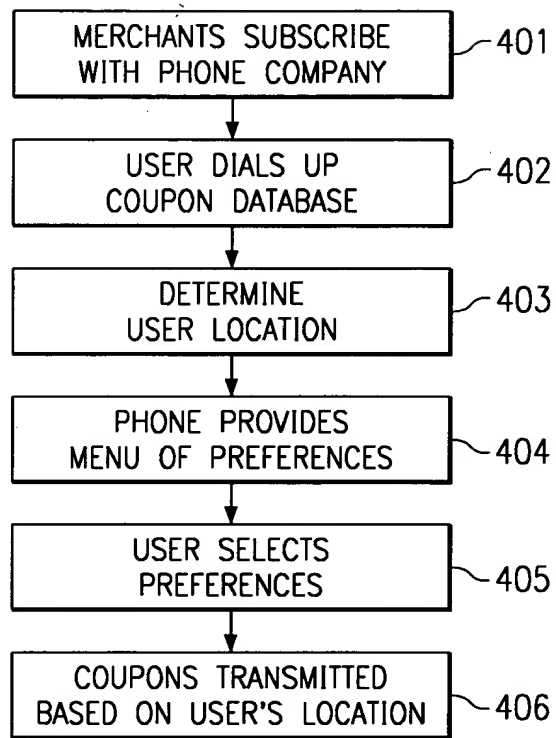 MERCHANTS SUBSCRIBE
WITH PHONE COMPANY
401
USER DIALS UP
COUPON DATABASE
402
DETERMINE
USER LOCATION
403
PHONE PROVIDES
MENU OF PREFERENCES
404
USER SELECTS
PREFERENCES
405
COUPONS TRANSMITTED
BASED ON USER'S LOCATION
406